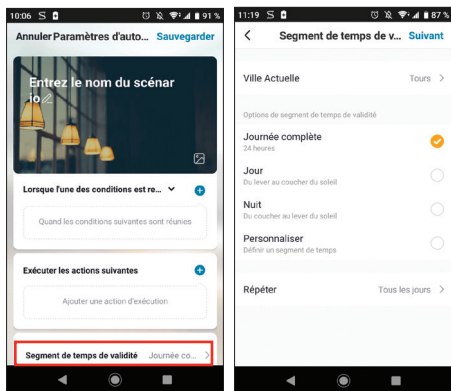 10:06 S 91 %
Annuler Paramètres d'auto... Sauvegarder
Entrez le nom du scénar
io
Lorsque l'une des conditions est re...
Quand les conditions suivantes sont réunies
Exécuter les actions suivantes
Ajouter une action d'exécution
Segment de temps de validité Journée co...
11:19 S 87 %
Segment de temps de v... Suivant
Ville Actuelle Tours
Options de segment de temps de validité
Journée complète
24 heures
Jour
Du lever au coucher du soleil
Nuit
Du coucher au lever du soleil
Personnaliser
Définir un segment de temps
Répéter Tous les jours